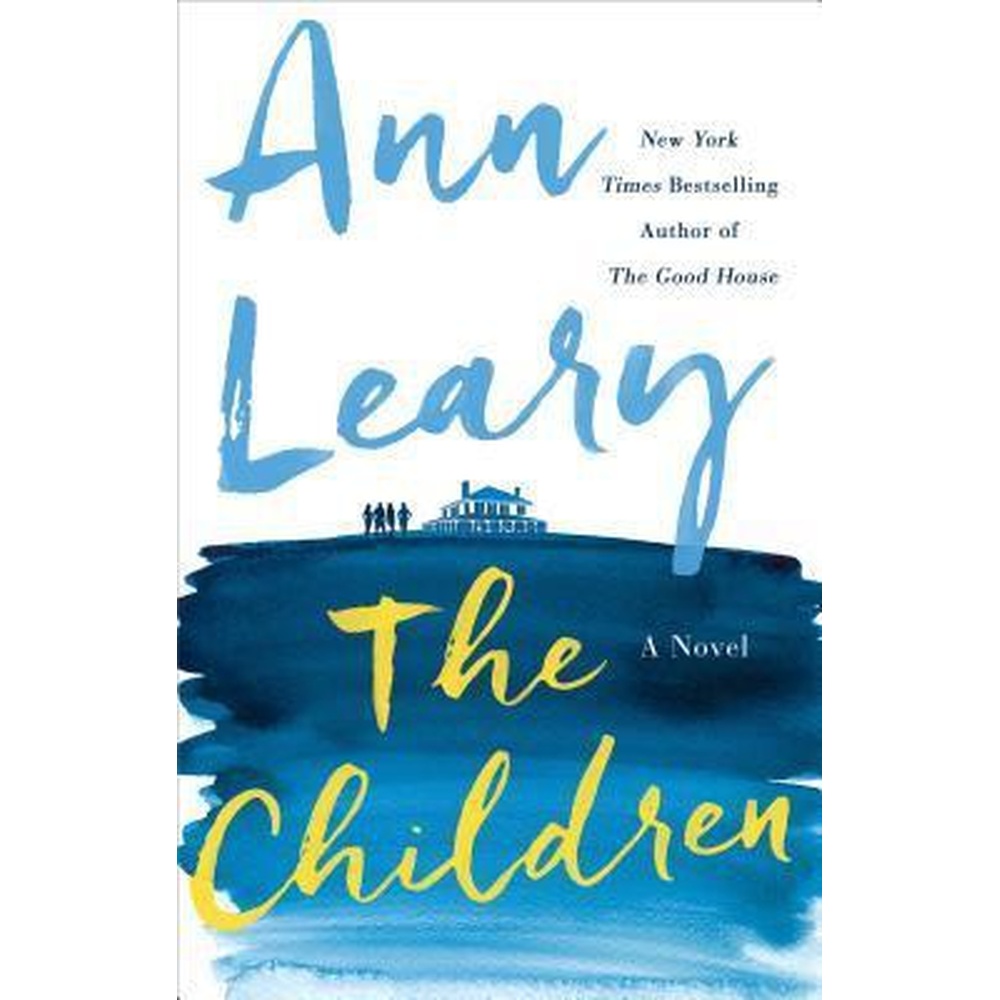 Ann
New York
Times Bestselling
Author of
The Good House
Leary
The
A Novel
Children